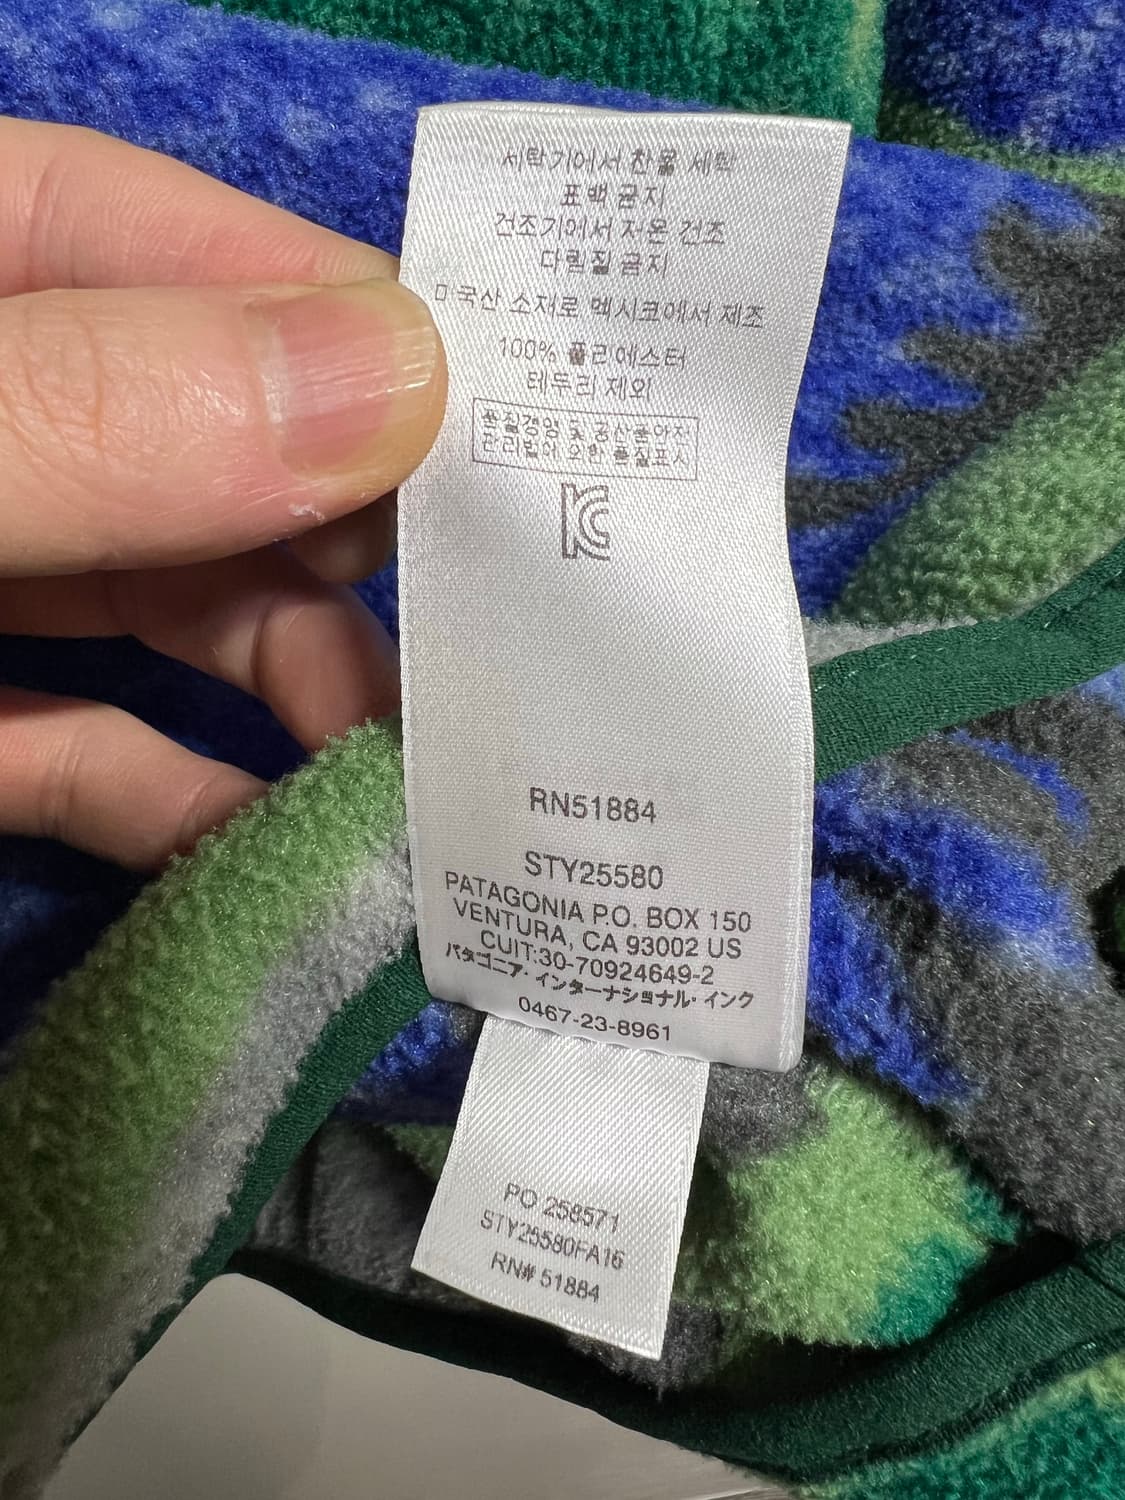 세탁기에서 찬물 세탁
표백 금지
건조기에서 저온 건조
다림질 금지
미국산 소재로 멕시코에서 제조
100% 폴리에스터
테두리 제외
품질경영 및 공산품안전
관리법에 의한 품질표시
KC
RN51884
STY25580
PATAGONIA P.O. BOX 150
VENTURA, CA 93002 US
CUIT:30-70924649-2
パタゴニア・インターナショナル・インク
0467-23-8961
PO 258571
STY25580FA16
RN# 51884